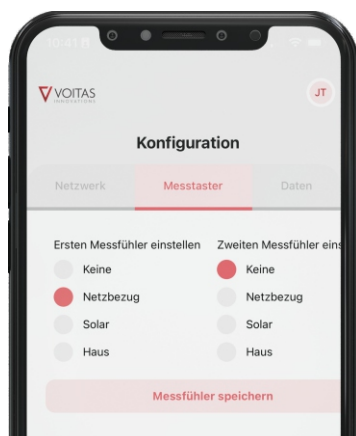 VOITAS
INNOVATIONS
JT
Konfiguration
Netzwerk Messtaster Daten
Ersten Messfühler einstellen Zweiten Messfühler eins
Keine Keine
Netzbezug Netzbezug
Solar Solar
Haus Haus
Messfühler speichern